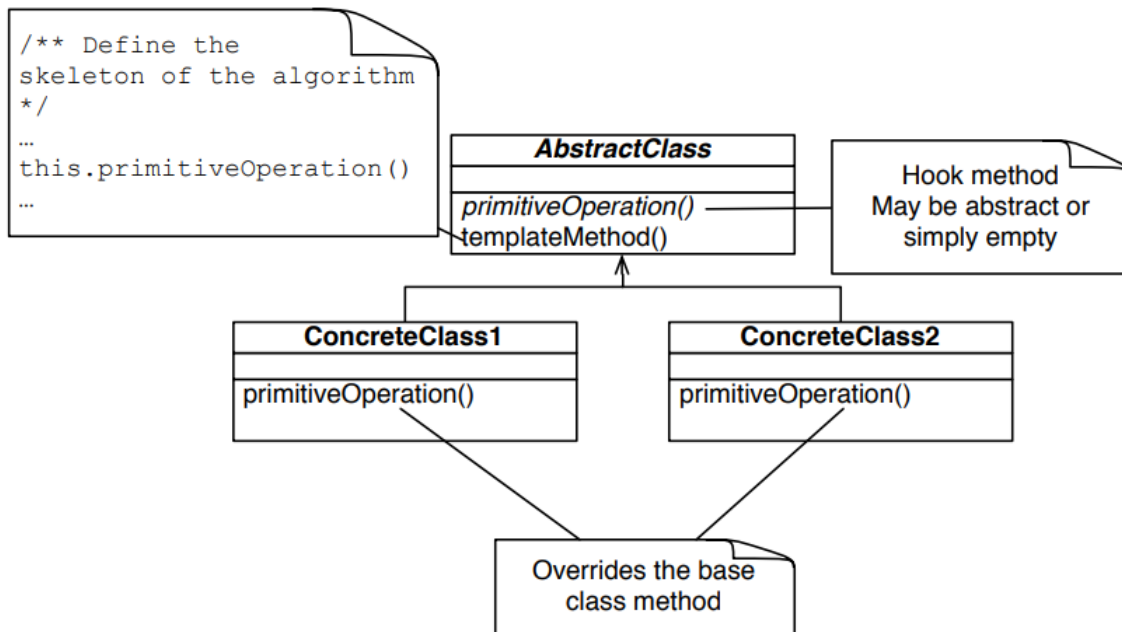 /** Define the
skeleton of the algorithm
*/
…
this.primitiveOperation()
…
AbstractClass
primitiveOperation()
templateMethod()
Hook method
May be abstract or
simply empty
ConcreteClass1
primitiveOperation()
ConcreteClass2
primitiveOperation()
Overrides the base
class method